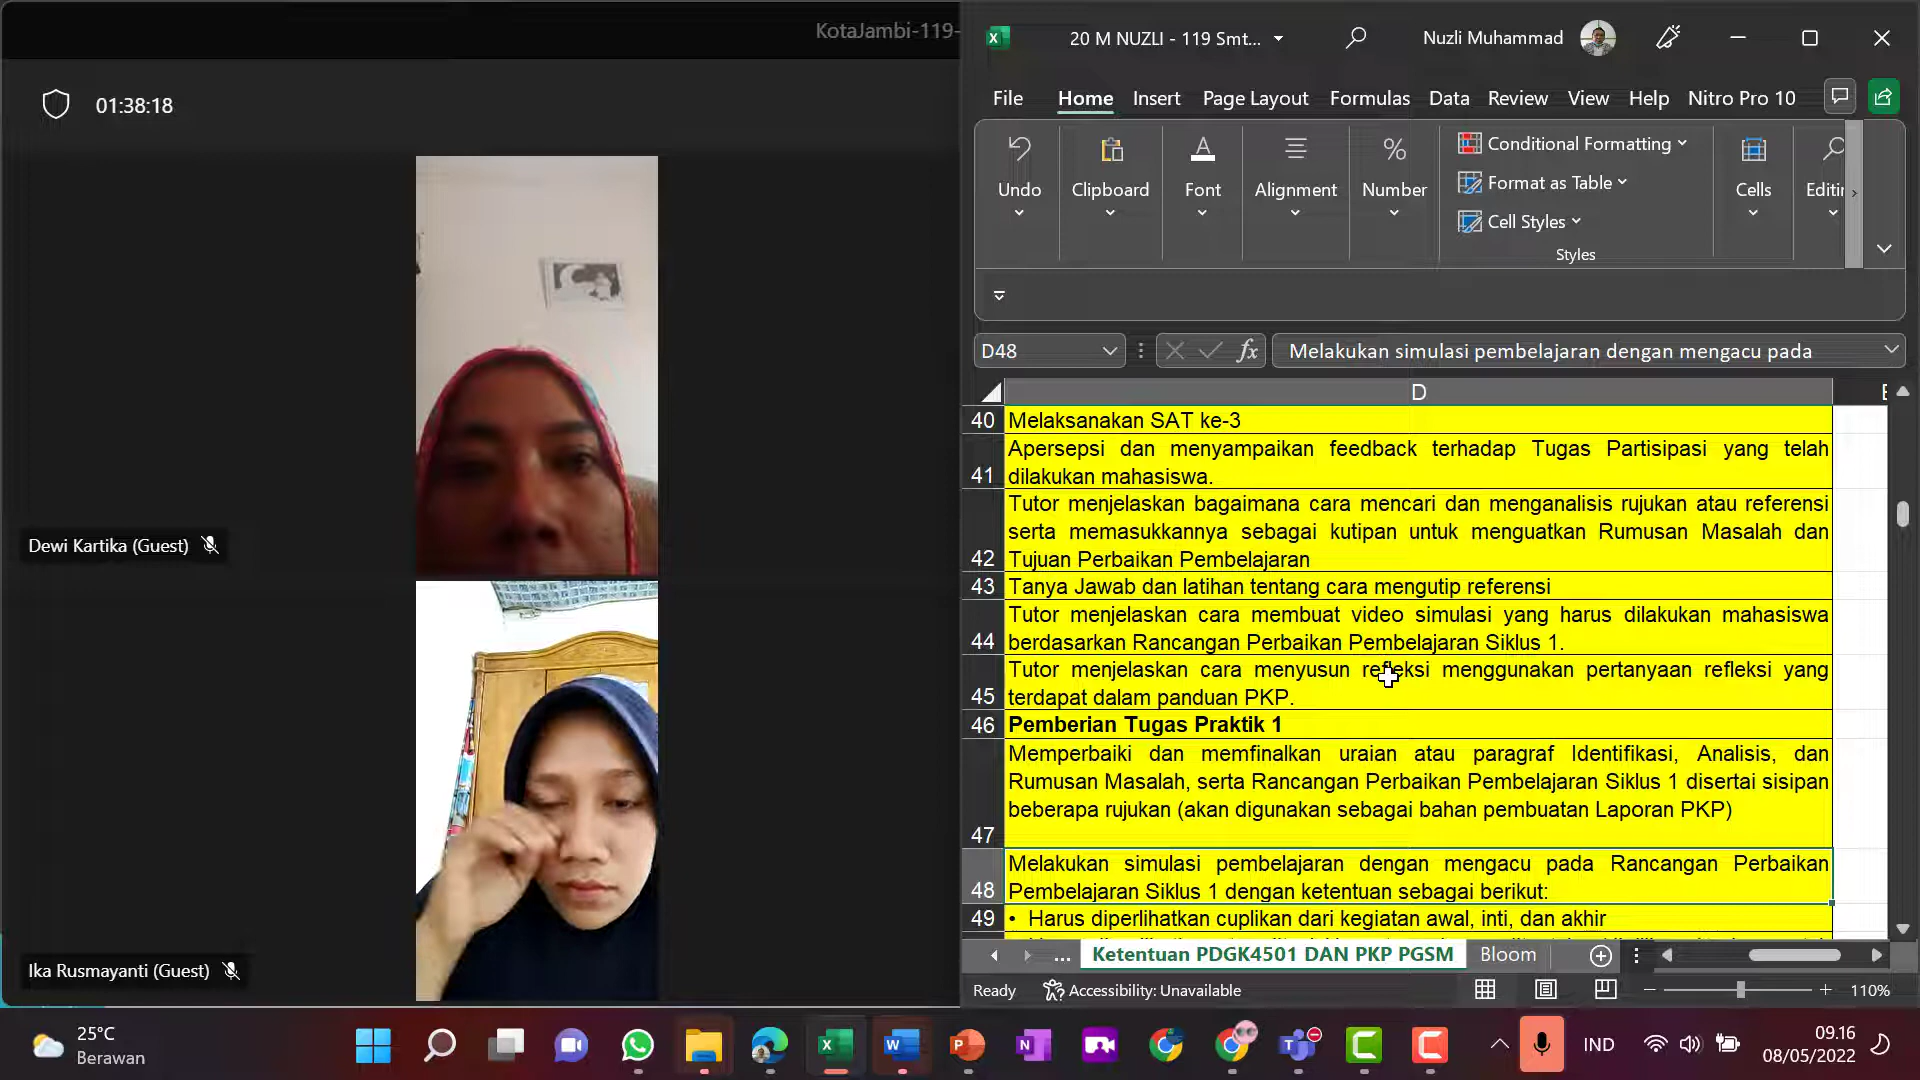 KotaJambi-119-
01:38:18
Dewi Kartika (Guest)
Ika Rusmayanti (Guest)
20 M NUZLI - 119 Smt...
Nuzli Muhammad
File Home Insert Page Layout Formulas Data Review View Help Nitro Pro 10
Undo
Clipboard
Font
Alignment
%
Number
Conditional Formatting
Format as Table
Cell Styles
Styles
Cells
D48
fx
Melakukan simulasi pembelajaran dengan mengacu pada
D
40 Melaksanakan SAT ke-3
Apersepsi dan menyampaikan feedback terhadap Tugas Partisipasi yang telah
41 dilakukan mahasiswa.
Tutor menjelaskan bagaimana cara mencari dan menganalisis rujukan atau referensi
serta memasukkannya sebagai kutipan untuk menguatkan Rumusan Masalah dan
42 Tujuan Perbaikan Pembelajaran
43 Tanya Jawab dan latihan tentang cara mengutip referensi
Tutor menjelaskan cara membuat video simulasi yang harus dilakukan mahasiswa
44 berdasarkan Rancangan Perbaikan Pembelajaran Siklus 1.
Tutor menjelaskan cara menyusun refleksi menggunakan pertanyaan refleksi yang
45 terdapat dalam panduan PKP.
46 Pemberian Tugas Praktik 1
Memperbaiki dan memfinalkan uraian atau paragraf Identifikasi, Analisis, dan
Rumusan Masalah, serta Rancangan Perbaikan Pembelajaran Siklus 1 disertai sisipan
beberapa rujukan (akan digunakan sebagai bahan pembuatan Laporan PKP)
47
Melakukan simulasi pembelajaran dengan mengacu pada Rancangan Perbaikan
48 Pembelajaran Siklus 1 dengan ketentuan sebagai berikut:
49 • Harus diperlihatkan cuplikan dari kegiatan awal, inti, dan akhir
... Ketentuan PDGK4501 DAN PKP PGSM Bloom
Ready Accessibility: Unavailable
110%
25°C
Berawan
IND
09.16
08/05/2022